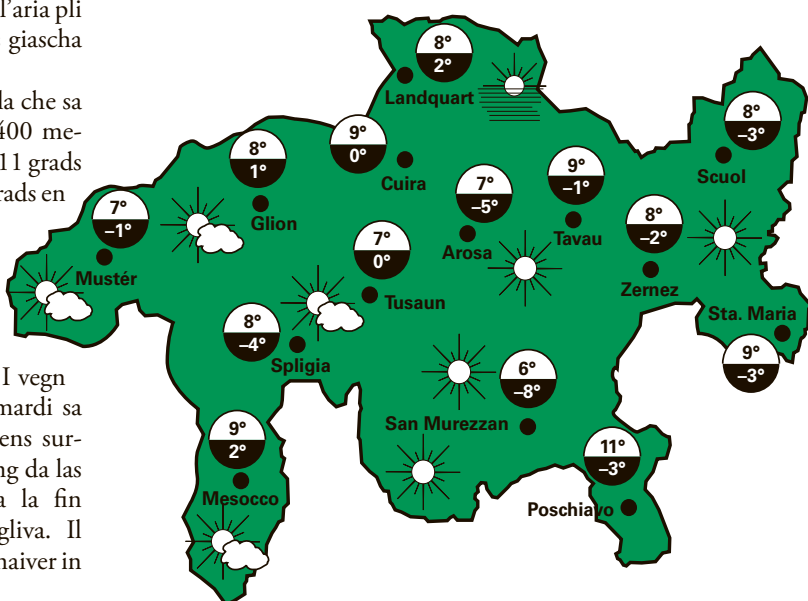 l'aria pli
giascha
la che sa
400 me-
11 grads
rads en
I vegn
mardi sa
ens sur-
ng da las
a la fin
gliva. Il
naiver in
8°
2°
Landquart
9°
0°
Cuira
8°
1°
Glion
7°
–1°
Mustér
7°
–5°
Arosa
9°
–1°
Tavau
8°
–3°
Scuol
8°
–2°
Zernez
7°
0°
Tusaun
8°
–4°
Spligia
Sta. Maria
9°
–3°
6°
–8°
San Murezzan
9°
2°
Mesocco
11°
–3°
Poschiavo